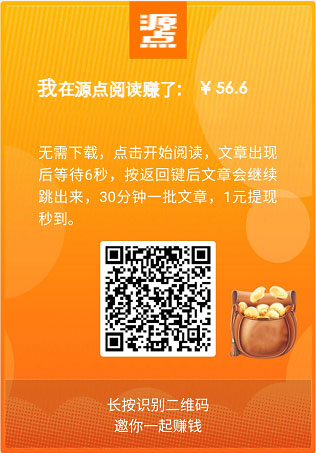 源点
我在源点阅读赚了：￥56.6
无需下载，点击开始阅读，文章出现
后等待6秒，按返回键后文章会继续
跳出来，30分钟一批文章，1元提现
秒到。
长按识别二维码
邀你一起赚钱